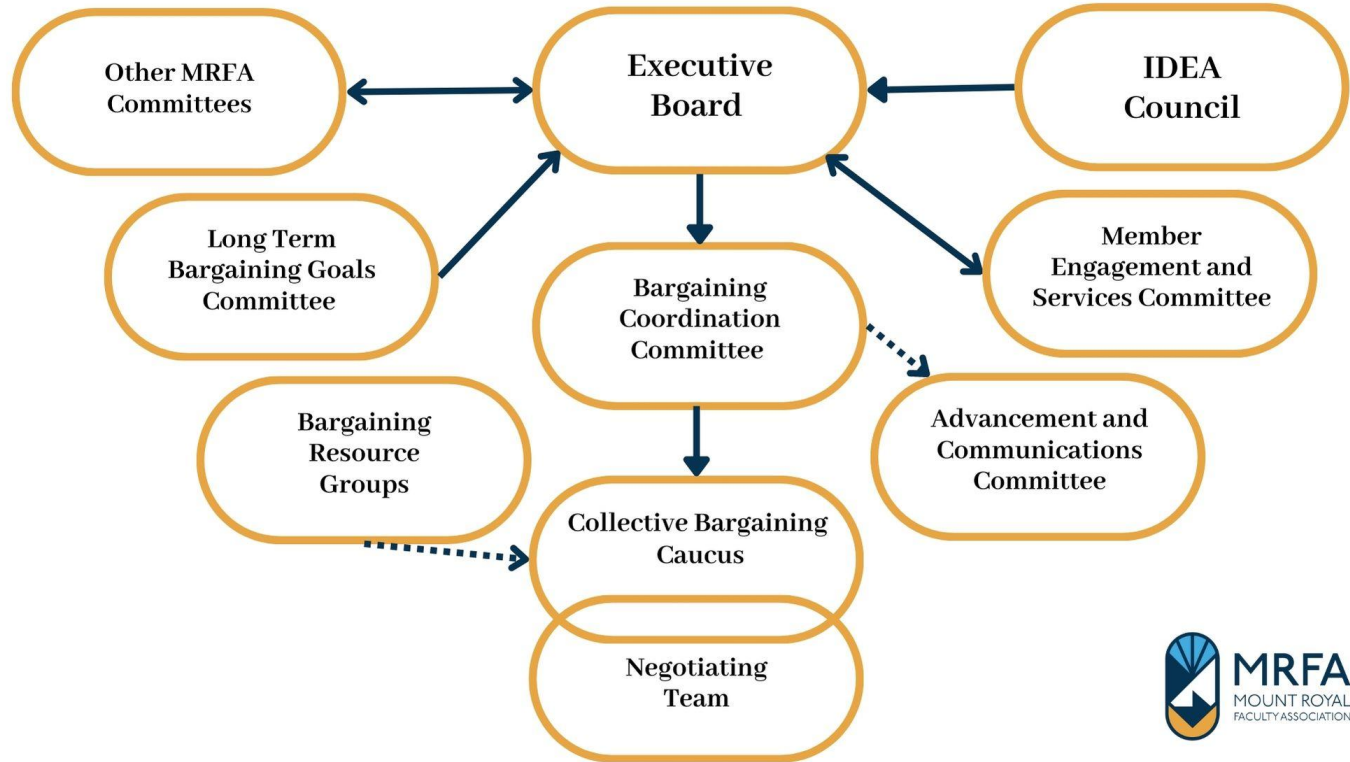 Other MRFA
Committees
Executive
Board
IDEA
Council
Long Term
Bargaining Goals
Committee
Bargaining
Coordination
Committee
Member
Engagement and
Services Committee
Bargaining
Resource
Groups
Advancement and
Communications
Committee
Collective Bargaining
Caucus
Negotiating
Team
MRFA
MOUNT ROYAL
FACULTY ASSOCIATION